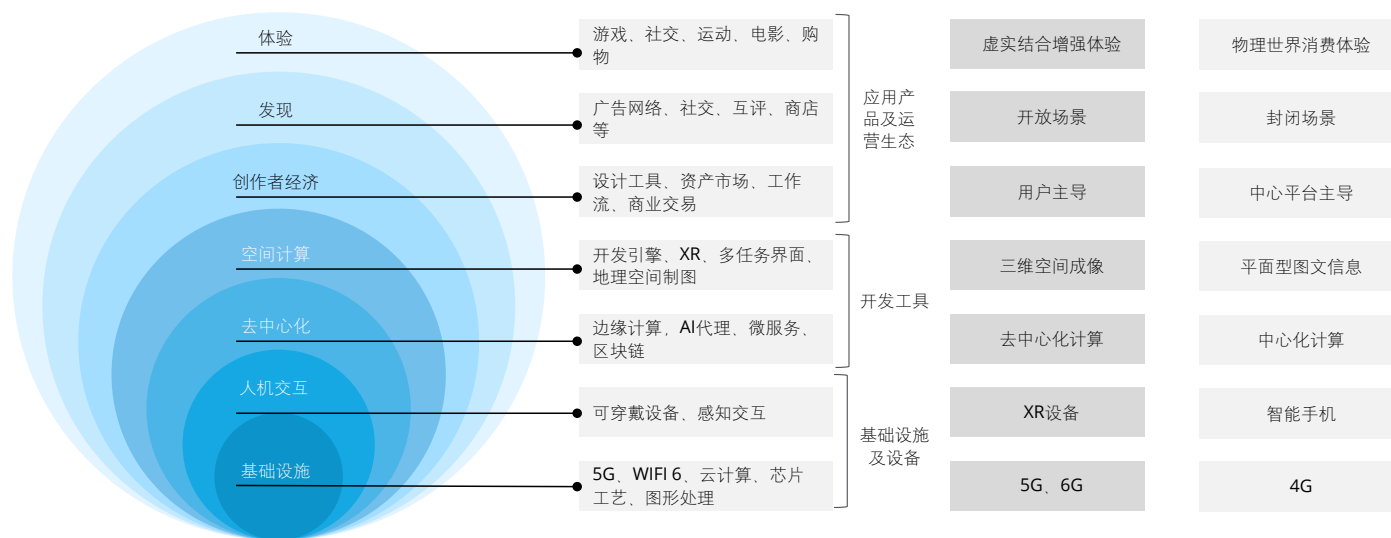 体验
游戏、社交、运动、电影、购
物
虚实结合增强体验
物理世界消费体验
发现
广告网络、社交、互评、商店
等
应用产
品及运
营生态
开放场景
封闭场景
创作者经济
设计工具、资产市场、工作
流、商业交易
用户主导
中心平台主导
空间计算
开发引擎、XR、多任务界面、
地理空间制图
三维空间成像
平面型图文信息
开发工具
去中心化
边缘计算，AI代理、微服务、
区块链
去中心化计算
中心化计算
人机交互
可穿戴设备、感知交互
XR设备
智能手机
基础设施
及设备
基础设施
5G、WIFI 6、云计算、芯片
工艺、图形处理
5G、6G
4G